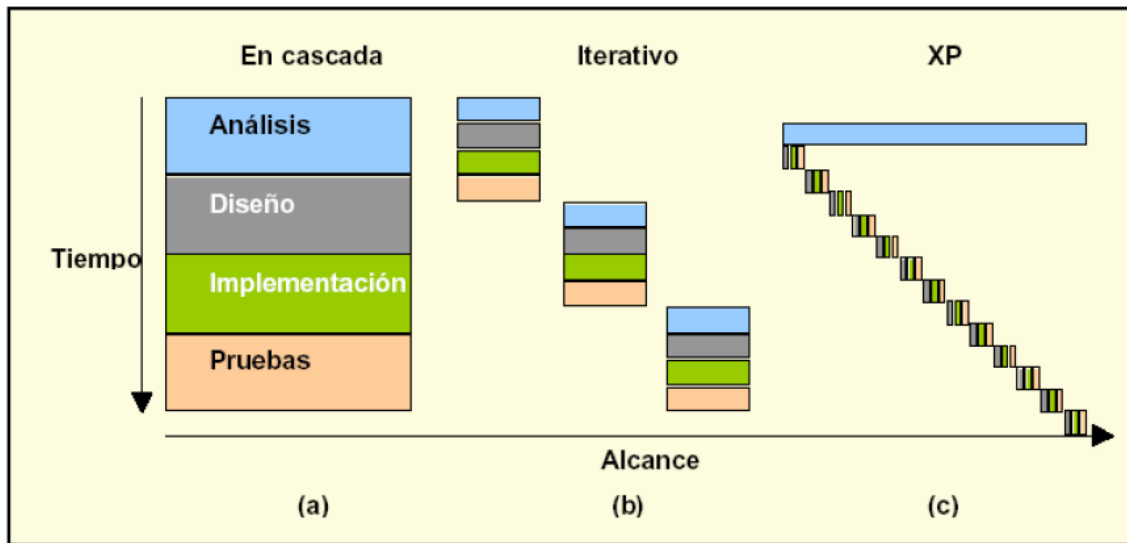 En cascada
Iterativo
XP
Análisis
Diseño
Tiempo
Implementación
Pruebas
Alcance
(a)
(b)
(c)